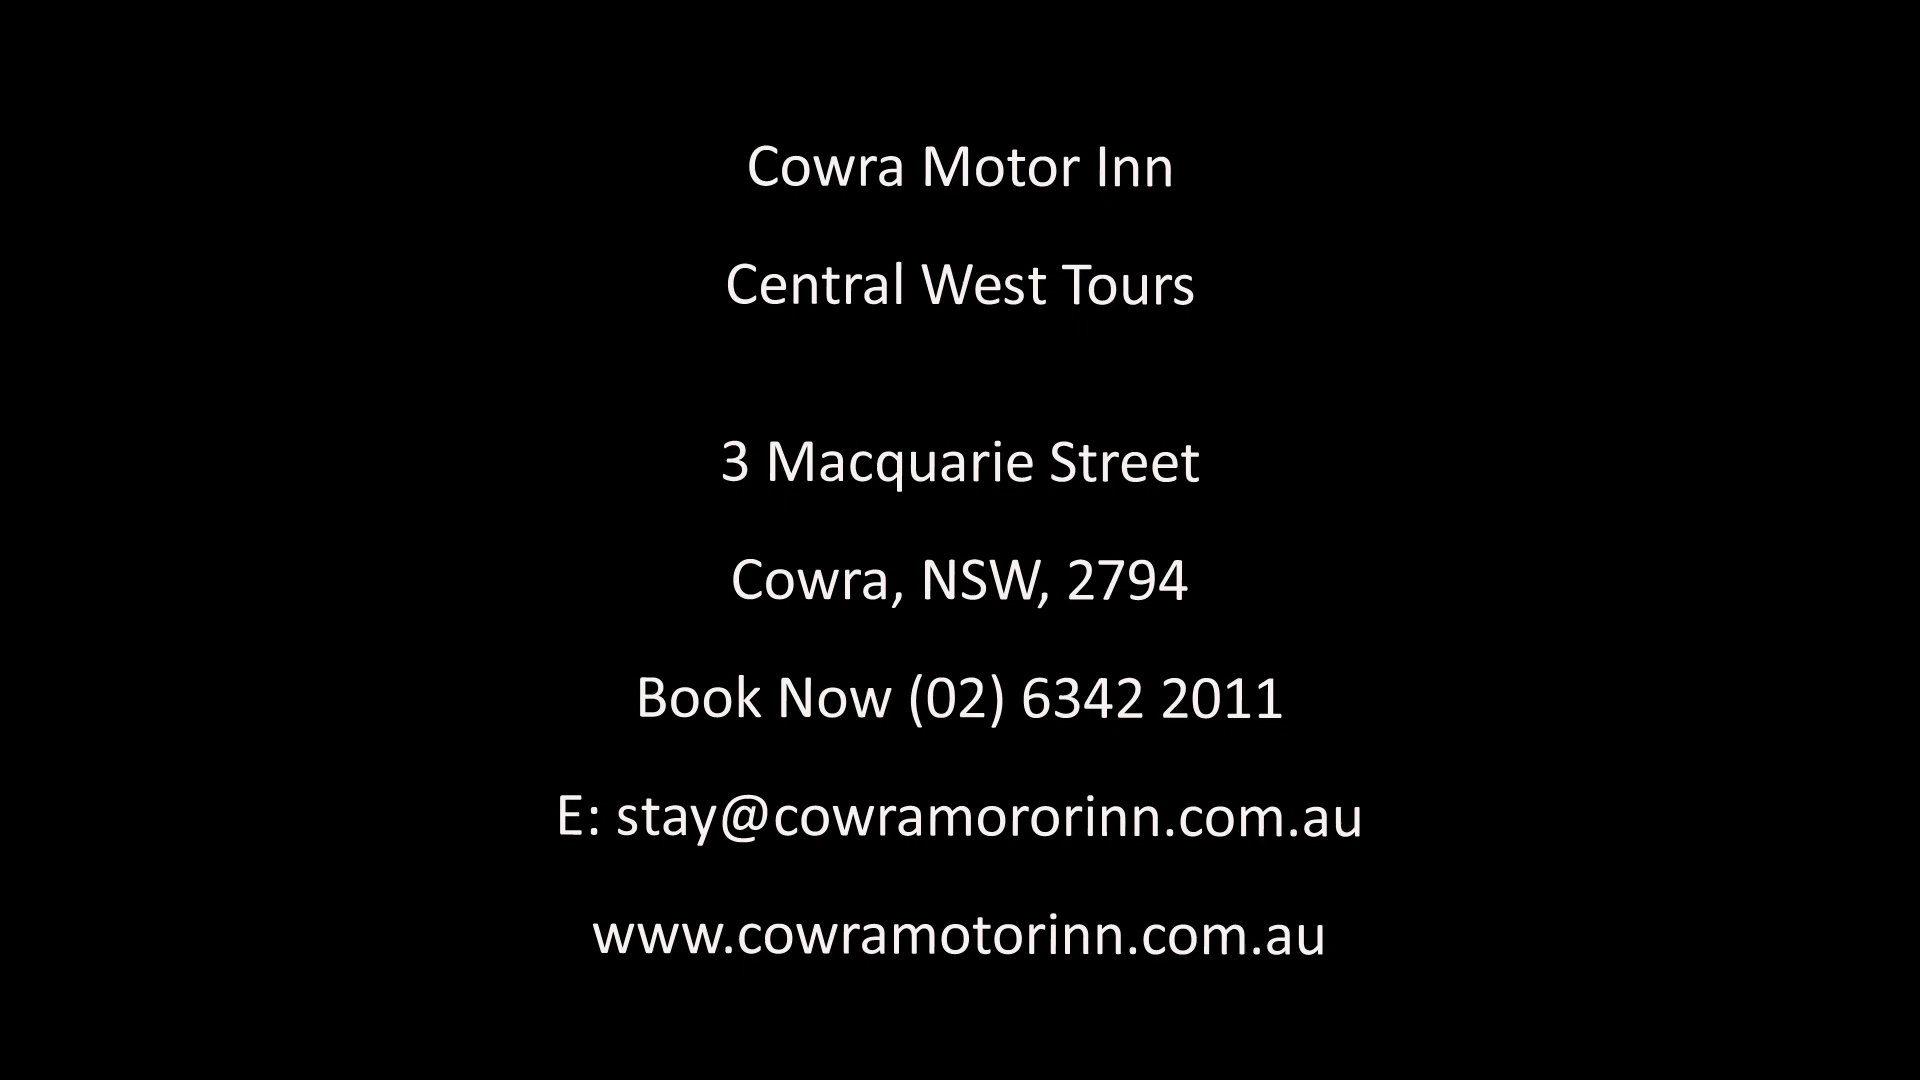 Cowra Motor Inn
Central West Tours
3 Macquarie Street
Cowra, NSW, 2794
Book Now (02) 6342 2011
E: stay@cowramororinn.com.au
www.cowramotorinn.com.au